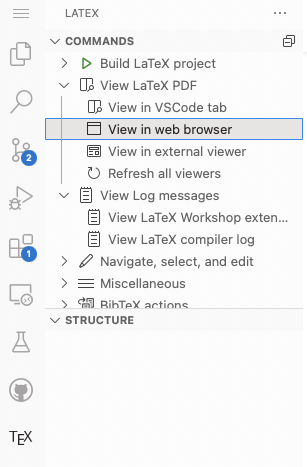 LATEX
COMMANDS
Build LaTeX project
View LaTeX PDF
View in VSCode tab
View in web browser
View in external viewer
Refresh all viewers
View Log messages
View LaTeX Workshop exten...
View LaTeX compiler log
Navigate, select, and edit
Miscellaneous
BibTeX actions
STRUCTURE
2
1
TEX